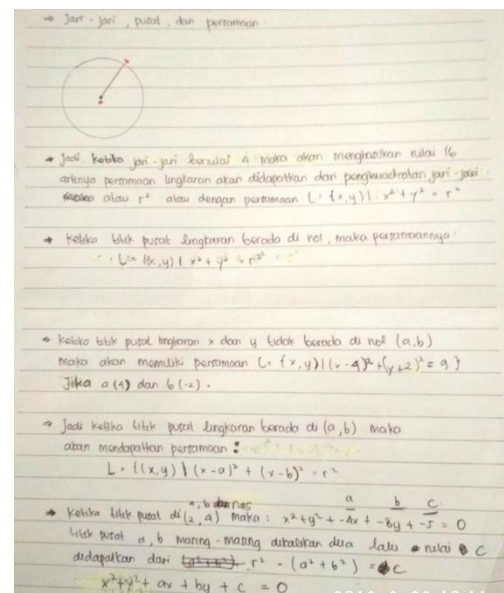 → Jari-jari, pusat, dan persamaan.
→ Jadi, ketika jari-jari bernilai 4 maka akan menghasilkan nilai 16
artinya persamaan lingkaran akan didapatkan dari pengkuadratan jari-jari
atau r² atau dengan persamaan L = {x,y) | x² + y² = r²
→ Ketika titik pusat lingkaran berada di nol, maka persamaannya:
L = {(x,y) | x² + y² = r²
→ Ketika titik pusat lingkaran x dan y tidak berada di nol (a,b)
maka akan memiliki persamaan L = {x,y)|(x-4)²+(y+2)² = 9}
Jika a (4) dan b (-2).
→ Jadi ketika titik pusat lingkaran berada di (a,b) maka
akan mendapatkan persamaan :
L = {(x,y) | (x-a)² + (x-b)² = r²
a, b dan r=5 a b c
→ Ketika titik pusat di (2,4) maka : x² + y² + -4x + -8y + -5 = 0
titik pusat a, b masing-masing dikalikan dua lalu nilai C
didapatkan dari r² - (a² + b²) = C
x² + y² + ax + by + c = 0